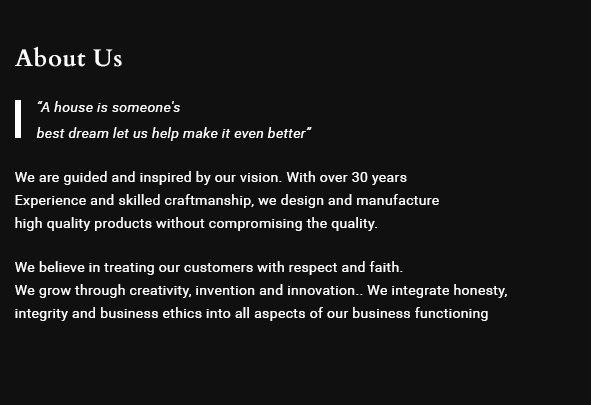 About Us
“A house is someone's
best dream let us help make it even better”
We are guided and inspired by our vision. With over 30 years
Experience and skilled craftmanship, we design and manufacture
high quality products without compromising the quality.
We believe in treating our customers with respect and faith.
We grow through creativity, invention and innovation.. We integrate honesty,
integrity and business ethics into all aspects of our business functioning